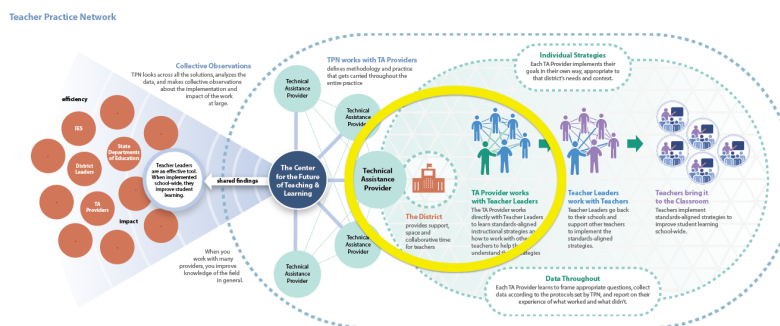 Teacher Practice Network
Collective Observations
TPN looks across all the solutions, analyzes the
data, and makes collective observations
about the implementation and
impact of the work
at large.
efficiency
IES
State
Departments
of Education
District
Leaders
TA
Providers
impact
Teacher Leaders
are an effective tool.
When implemented
school-wide, they
improve student
learning.
shared findings
When you
work with many
providers, you improve
knowledge of the field
in general.
TPN works with TA Providers
defines methodology and practice
that gets carried throughout the
entire practice
Technical
Assistance
Provider
Technical
Assistance
Provider
The Center
for the Future
of Teaching &
Learning
Technical
Assistance
Provider
Technical
Assistance
Provider
Technical
Assistance
Provider
Individual Strategies
Each TA Provider implements their
goals in their own way, appropriate to
that district's needs and context.
The District
provides support,
space and
collaborative time
for teachers
TA Provider works
with Teacher Leaders
The TA Provider works
directly with Teacher Leaders
to learn standards-aligned
instructional strategies and
how to work with other
teachers to help them
understand the strategies
Teacher Leaders
work with Teachers
Teacher Leaders go back
to their schools and
support other teachers
to implement the
standards-aligned
strategies.
Teachers bring it
to the Classroom
Teachers implement
standards-aligned strategies to
improve student learning
school-wide.
Data Throughout
Each TA Provider learns to frame appropriate questions, collect
data according to the protocols set by TPN, and report on their
experience of what worked and what didn't.